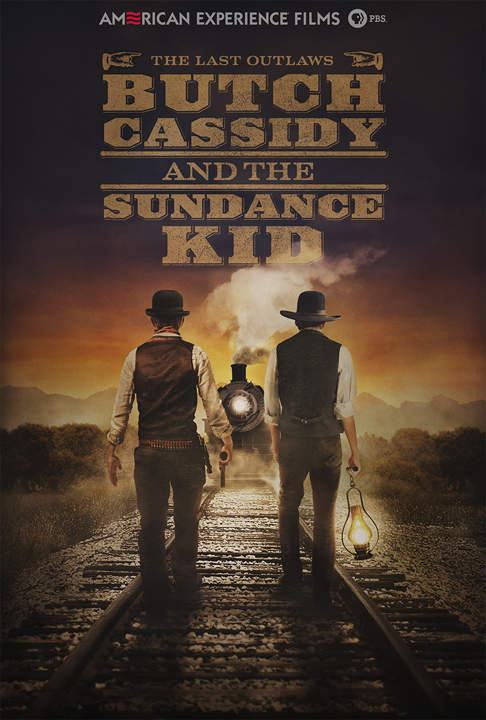 AMERICAN EXPERIENCE FILMS PBS.
THE LAST OUTLAWS
BUTCH
CASSIDY
AND THE
SUNDANCE
KID